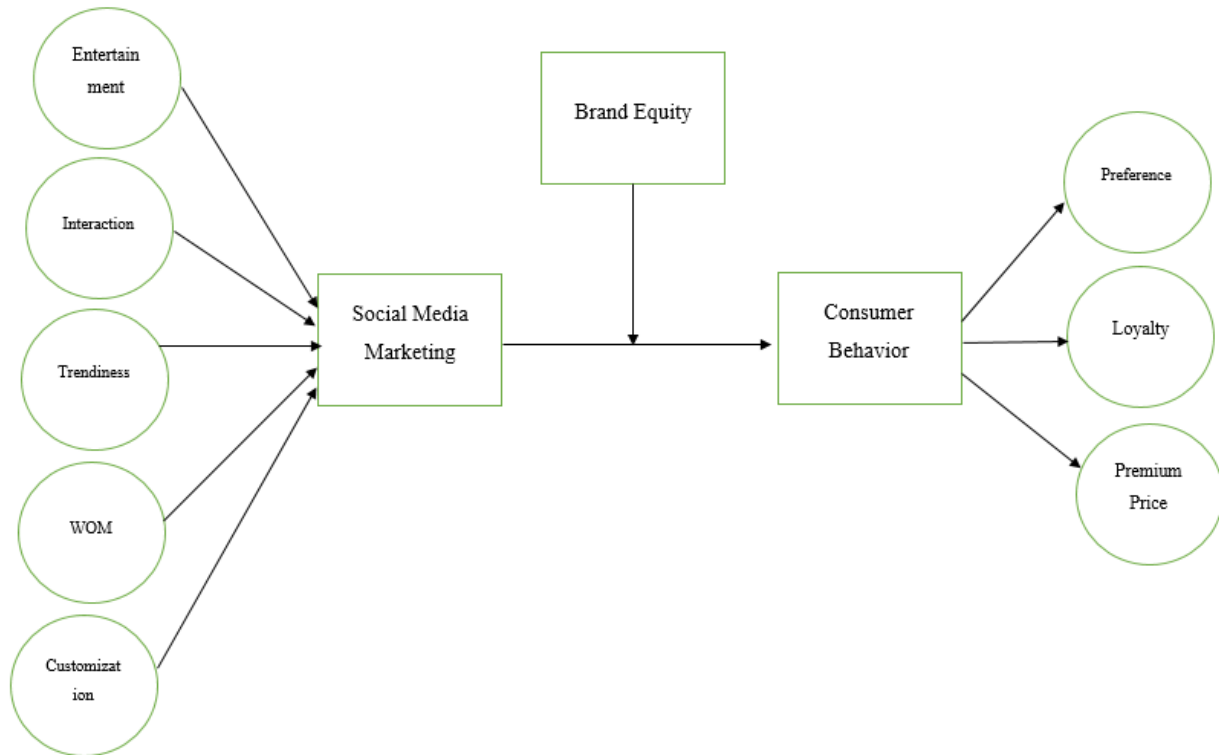 Entertain
ment
Interaction
Trendiness
WOM
Customizat
ion
Social Media
Marketing
Brand Equity
Consumer
Behavior
Preference
Loyalty
Premium
Price